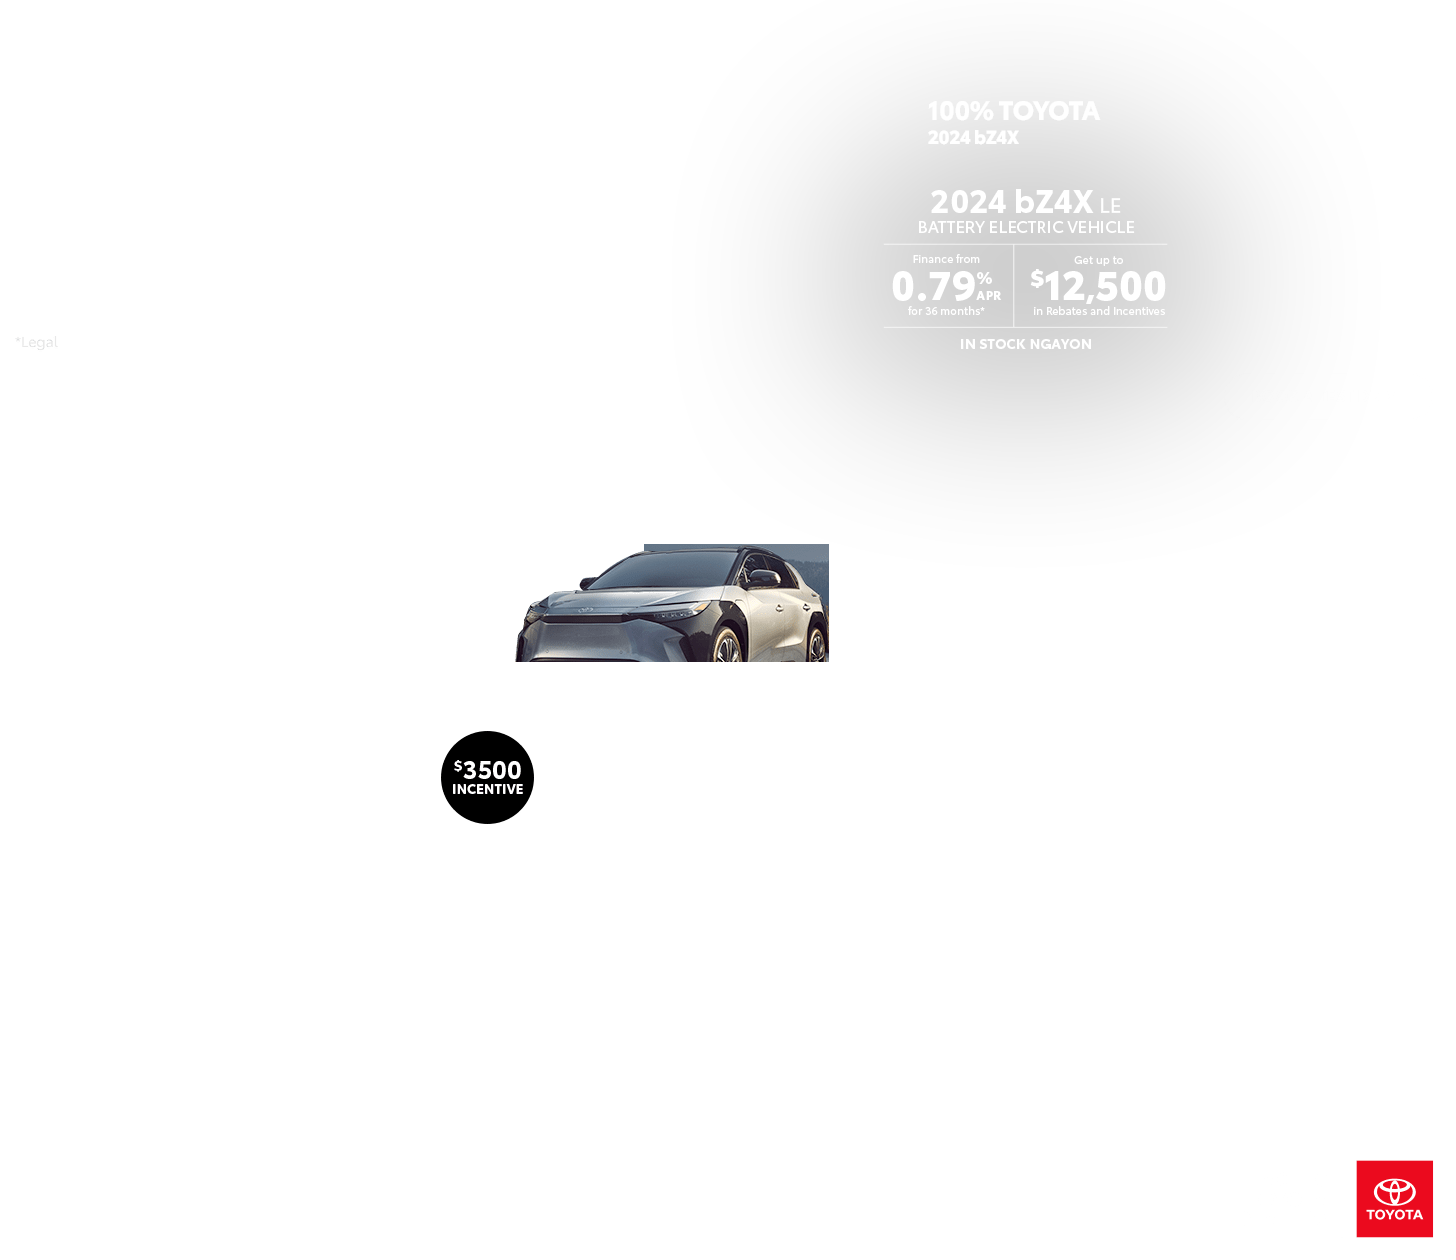 100% TOYOTA
2024 bZ4X
2024 bZ4X LE
BATTERY ELECTRIC VEHICLE
Finance from
0.79% APR
for 36 months*
Get up to
$12,500
in Rebates and Incentives
IN STOCK NGAYON
*Legal
$3500
INCENTIVE
TOYOTA